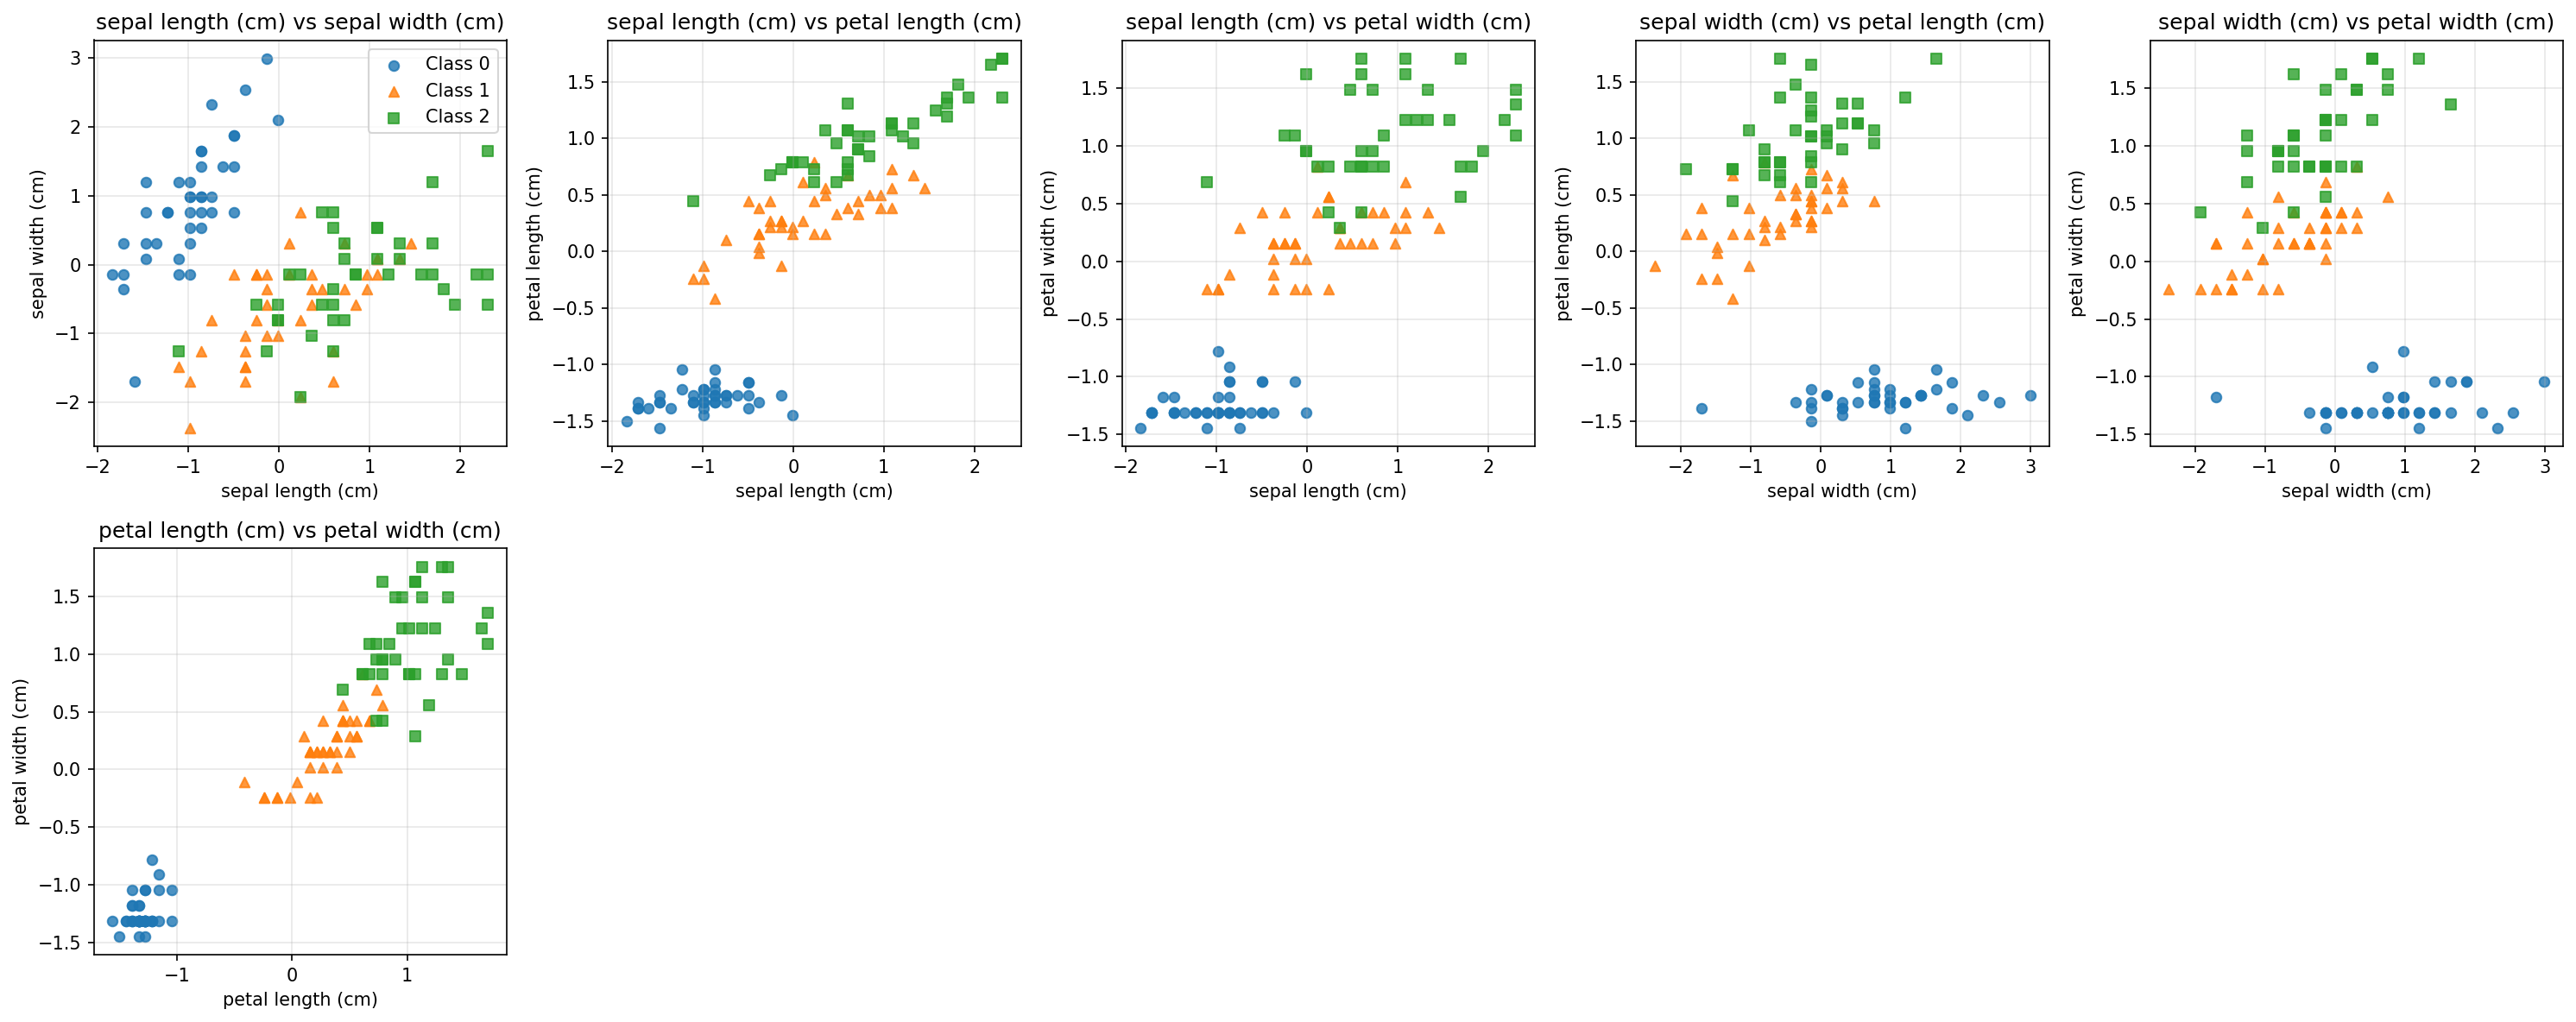 sepal length (cm) vs sepal width (cm)
3
2
1
0
−1
−2
sepal width (cm)
Class 0
Class 1
Class 2
−2 −1 0 1 2
sepal length (cm)
sepal length (cm) vs petal length (cm)
1.5
1.0
0.5
0.0
−0.5
−1.0
−1.5
petal length (cm)
−2 −1 0 1 2
sepal length (cm)
sepal length (cm) vs petal width (cm)
1.5
1.0
0.5
0.0
−0.5
−1.0
−1.5
petal width (cm)
−2 −1 0 1 2
sepal length (cm)
sepal width (cm) vs petal length (cm)
1.5
1.0
0.5
0.0
−0.5
−1.0
−1.5
petal length (cm)
−2 −1 0 1 2 3
sepal width (cm)
sepal width (cm) vs petal width (cm)
1.5
1.0
0.5
0.0
−0.5
−1.0
−1.5
petal width (cm)
−2 −1 0 1 2 3
sepal width (cm)
petal length (cm) vs petal width (cm)
1.5
1.0
0.5
0.0
−0.5
−1.0
−1.5
petal width (cm)
−1 0 1
petal length (cm)